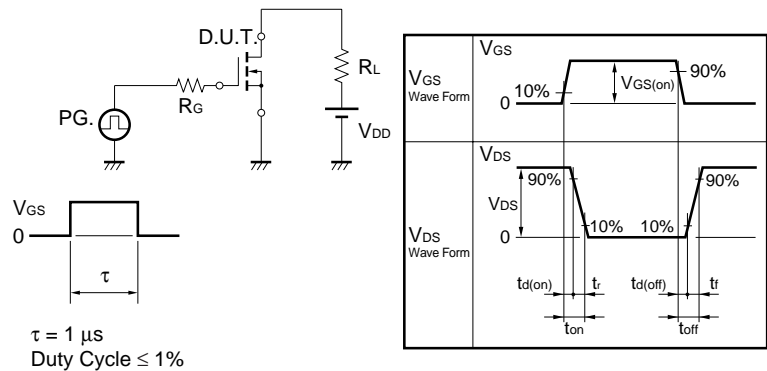 D.U.T.
RL
RG
PG.
VDD
VGS
0
τ
τ = 1 μs
Duty Cycle ≤ 1%
VGS
Wave Form
VGS
10%
VGS(on)
90%
0
VDS
Wave Form
VDS
90%
VDS
10%
10%
90%
0
td(on)
tr
td(off)
tf
ton
toff